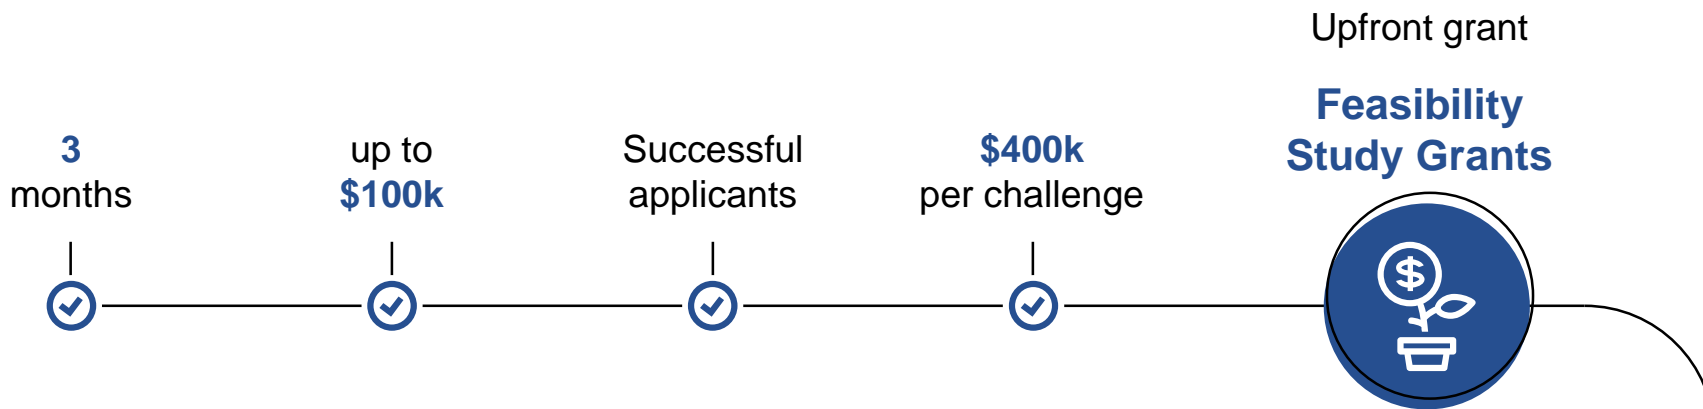 Upfront grant
Feasibility
Study Grants
3
months
up to
$100k
Successful
applicants
$400k
per challenge